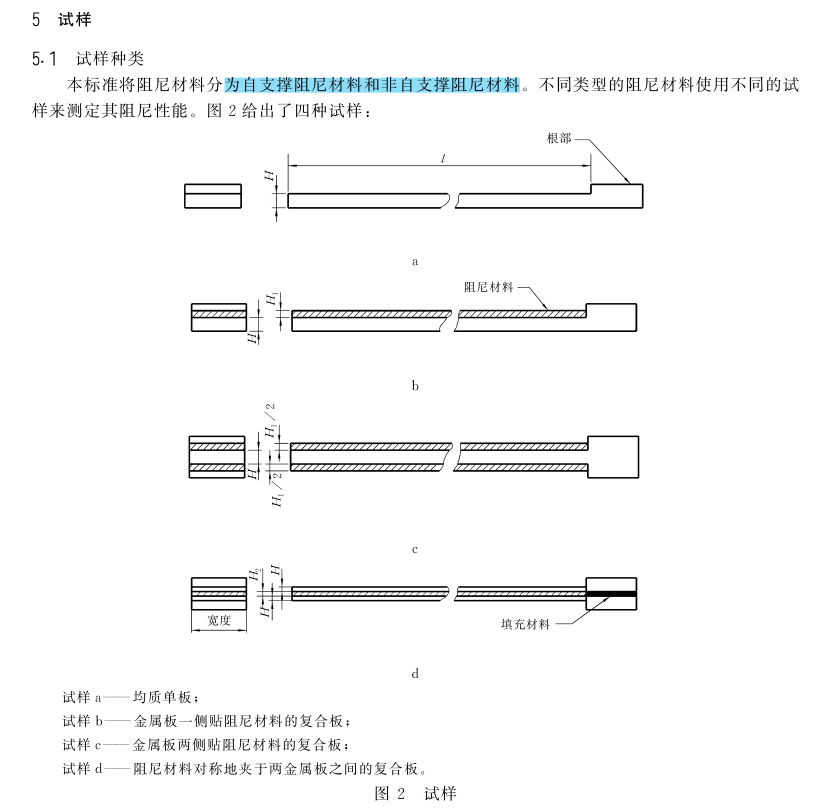 5 试样
5.1 试样种类
本标准将阻尼材料分为自支撑阻尼材料和非自支撑阻尼材料。不同类型的阻尼材料使用不同的试
样来测定其阻尼性能。图 2 给出了四种试样：
根部
l
H
a
阻尼材料
H₁
H
b
H₁/2
H
H₁/2
c
H₂
H
H
宽度
填充材料
d
试样 a——均质单板；
试样 b——金属板一侧贴阻尼材料的复合板；
试样 c——金属板两侧贴阻尼材料的复合板；
试样 d——阻尼材料对称地夹于两金属板之间的复合板。
图 2 试样